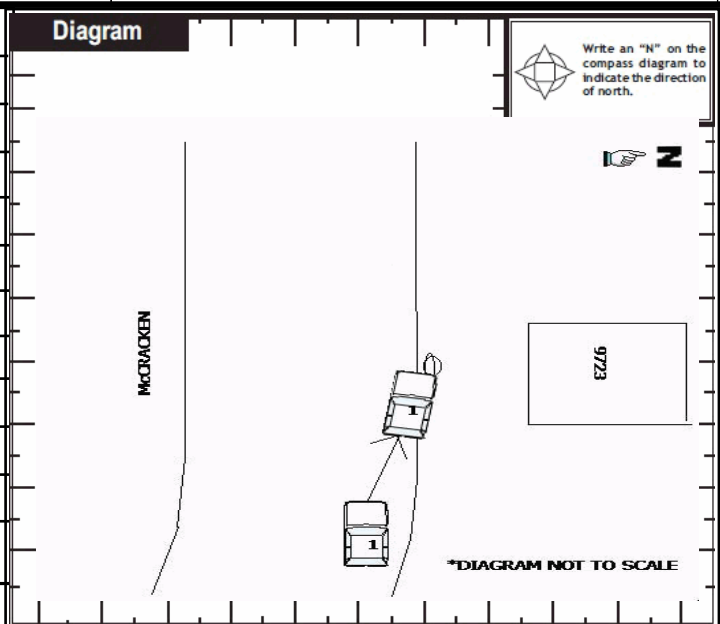 Diagram
Write an “N” on the
compass diagram to
indicate the direction
of north.
N
McCRACKEN
9723
1
1
*DIAGRAM NOT TO SCALE